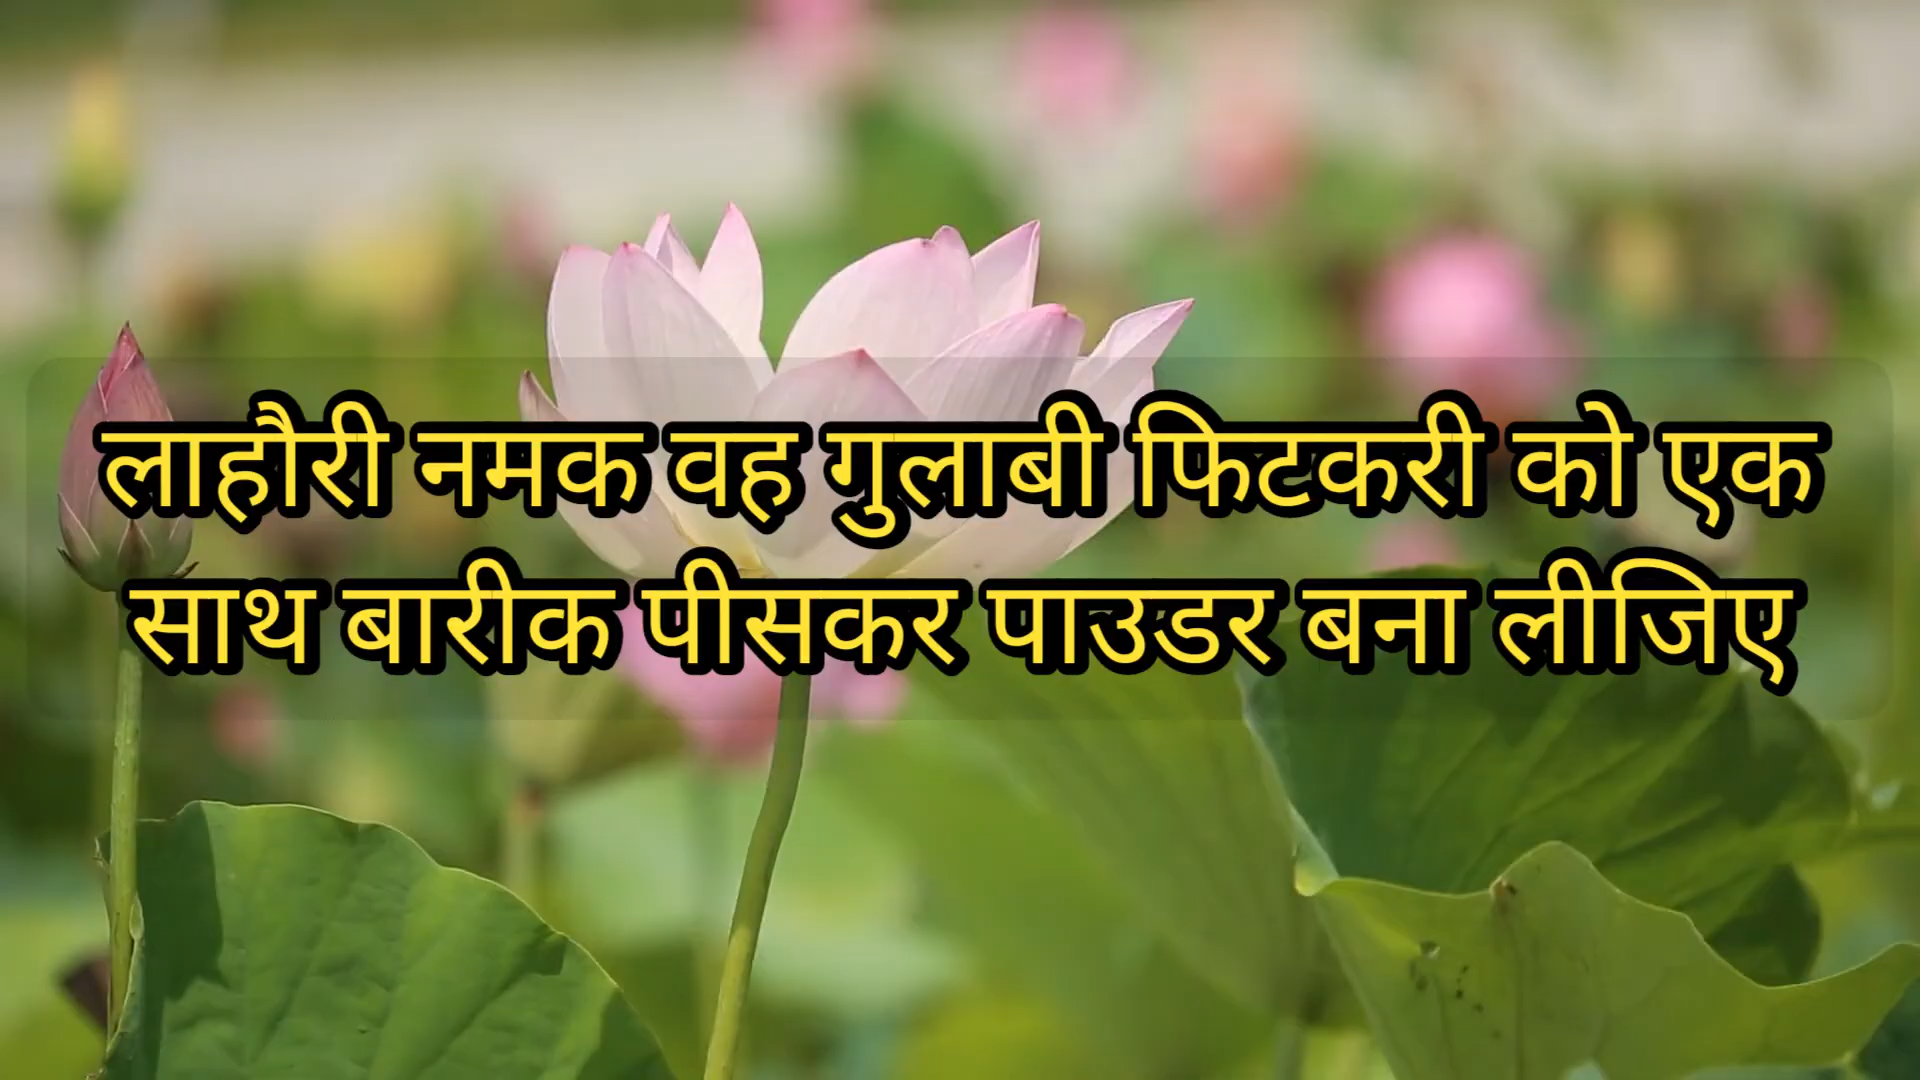 लाहौरी नमक वह गुलाबी फिटकरी को एक
साथ बारीक पीसकर पाउडर बना लीजिए